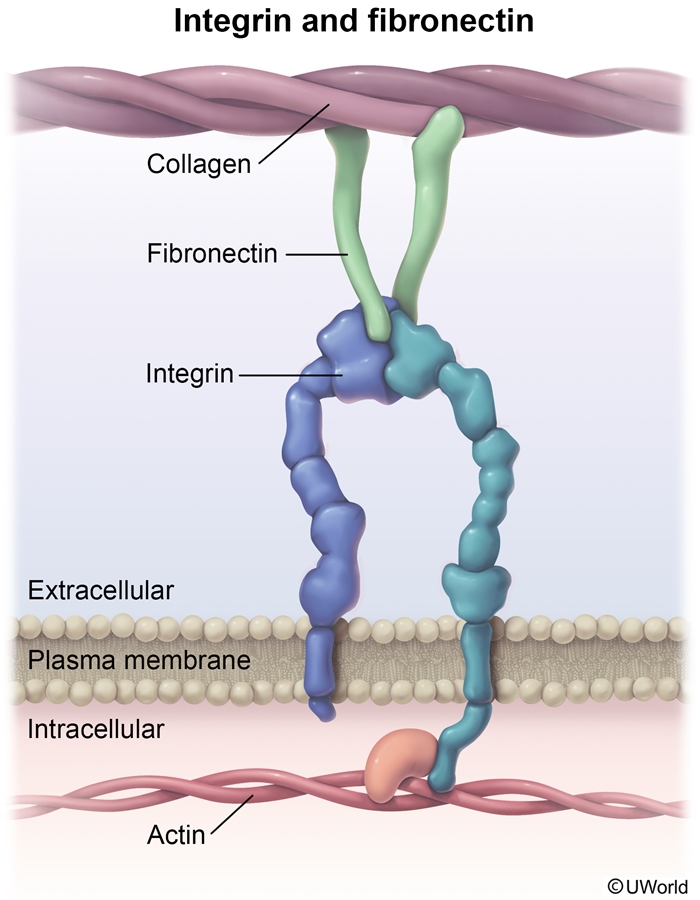 Integrin and fibronectin
Collagen
Fibronectin
Integrin
Extracellular
Plasma membrane
Intracellular
Actin
©UWorld